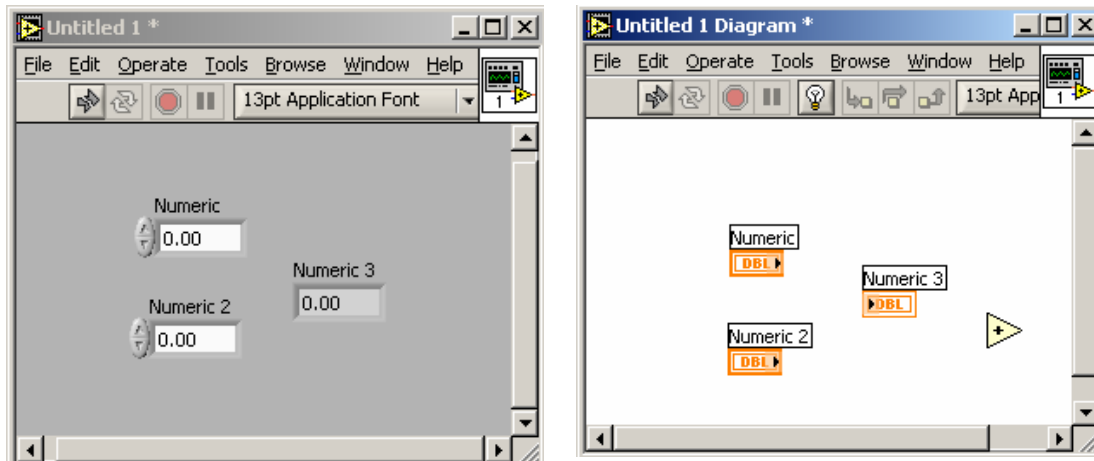 Untitled 1 *
File Edit Operate Tools Browse Window Help
13pt Application Font
1
Numeric
0.00
Numeric 3
0.00
Numeric 2
0.00
Untitled 1 Diagram *
File Edit Operate Tools Browse Window Help
13pt App
1
Numeric
DBL
Numeric 3
DBL
Numeric 2
DBL